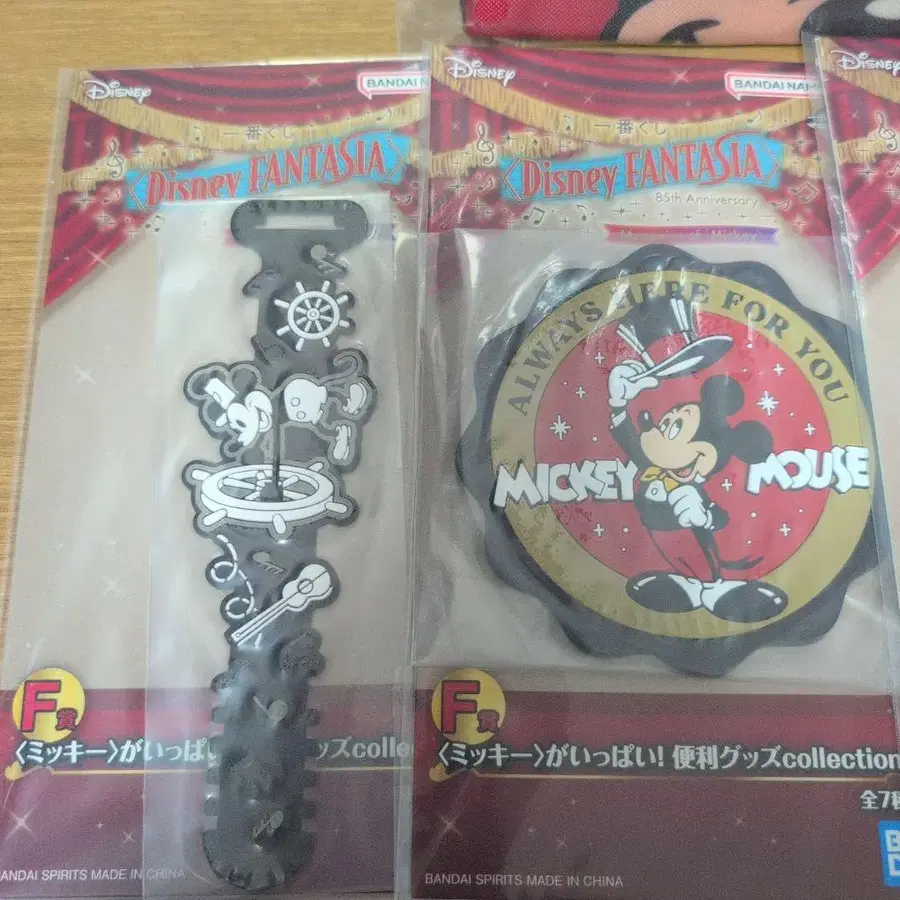 Disney
BANDAI N
一番くじ
〈Disney FANTASIA〉
F賞
〈ミッキー〉がいっぱい
グッズcolle
BANDAI SPIRITS MADE IN CHINA
Disney
BANDAI NAM
一番くじ
〈Disney FANTASIA〉
85th Anniversary
ALWAYS HERE FOR YOU
MICKEY MOUSE
F賞
〈ミッキー〉がいっぱい! 便利グッズcollection
全7種
BANDAI SPIRITS MADE IN CHINA
Disney